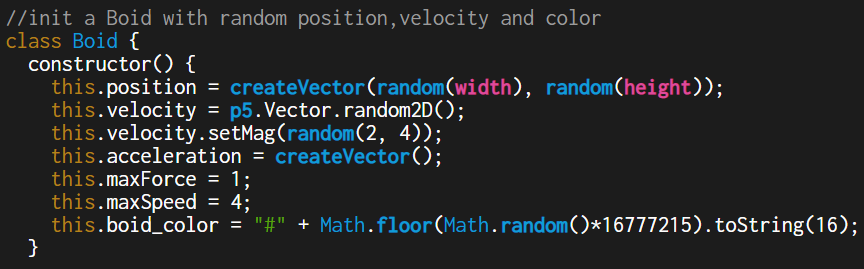 //init a Boid with random position,velocity and color
class Boid {
  constructor() {
    this.position = createVector(random(width), random(height));
    this.velocity = p5.Vector.random2D();
    this.velocity.setMag(random(2, 4));
    this.acceleration = createVector();
    this.maxForce = 1;
    this.maxSpeed = 4;
    this.boid_color = "#" + Math.floor(Math.random()*16777215).toString(16);
  }